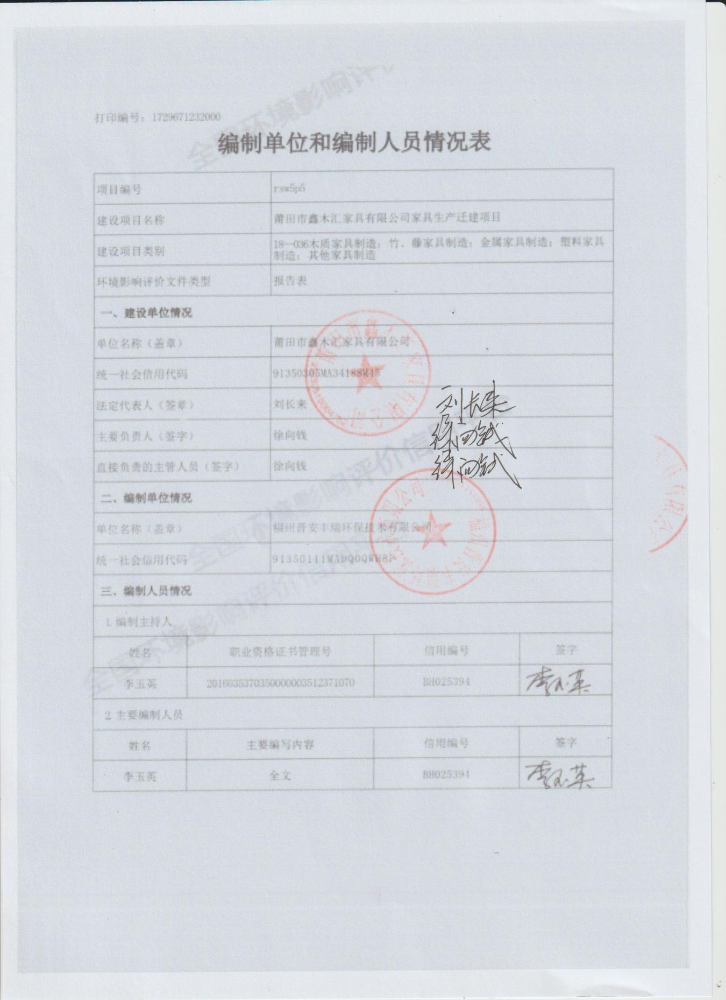 打印编号：1729671232000
编制单位和编制人员情况表
项目编号 rsw5p5
建设项目名称 莆田市鑫木汇家具有限公司家具生产迁建项目
建设项目类别 18—036木质家具制造；竹、藤家具制造；金属家具制造；塑料家具
制造；其他家具制造
环境影响评价文件类型 报告表
一、建设单位情况
单位名称（盖章） 莆田市鑫木汇家具有限公司
统一社会信用代码 91350305MA34188M45
法定代表人（签章） 刘长来 刘长来
主要负责人（签字） 徐向钱 徐向钱
直接负责的主管人员（签字） 徐向钱 徐向钱
二、编制单位情况
单位名称（盖章） 福州晋安丰瑞环保技术有限公司
统一社会信用代码 91350111MADQ0QWH8P
三、编制人员情况
1.编制主持人
姓名 职业资格证书管理号 信用编号 签字
李玉英 2016035370350000003512371070 BH025394 李玉英
2 主要编制人员
姓名 主要编写内容 信用编号 签字
李玉英 全文 BH025394 李玉英